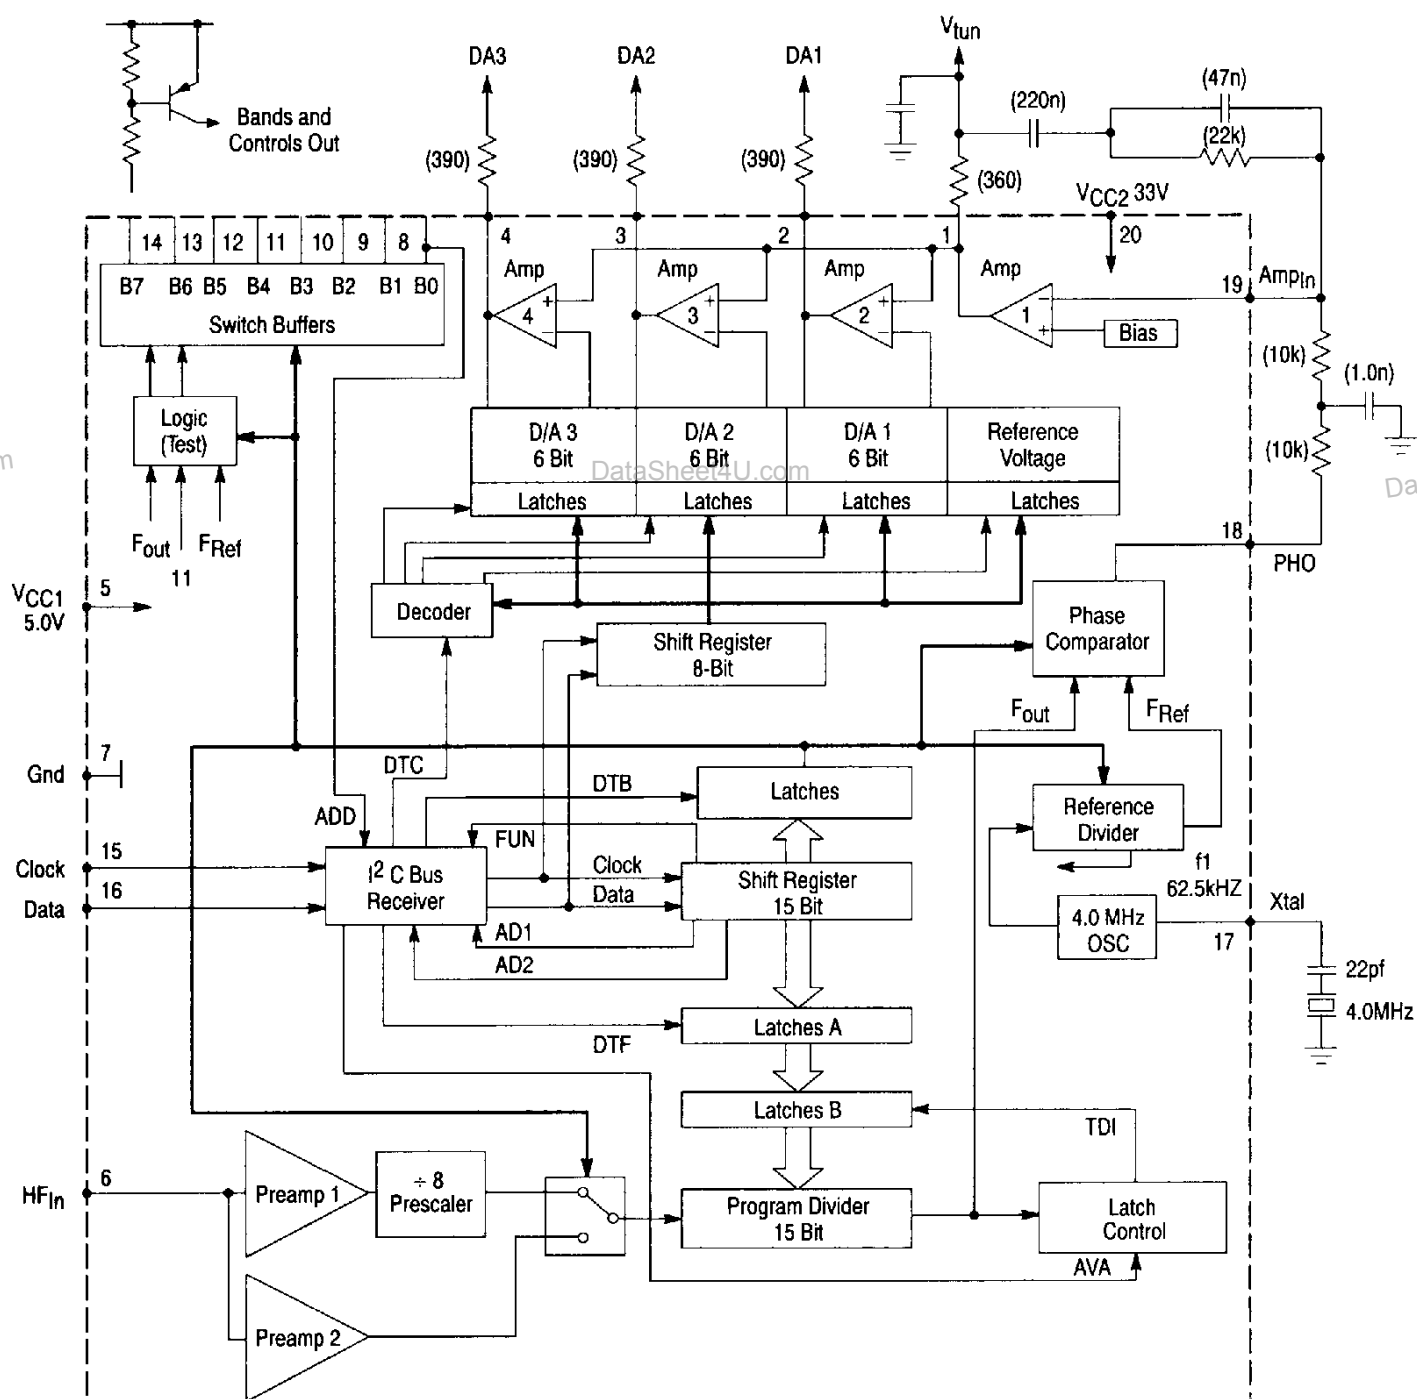 DA3
DA2
DA1
Vtun
(47n)
(220n)
(22k)
Bands and
Controls Out
(390)
(390)
(390)
(360)
VCC2 33V
14
13
12
11
10
9
8
4
3
2
1
20
B7
B6
B5
B4
B3
B2
B1
B0
Switch Buffers
Amp
Amp
Amp
Amp
+
−
4
+
−
3
+
−
2
−
+
1
Bias
19
AmpIn
(10k)
(1.0n)
(10k)
Logic
(Test)
D/A 3
6 Bit
D/A 2
6 Bit
D/A 1
6 Bit
Reference
Voltage
Latches
Latches
Latches
Latches
m
DataSheet4U.com
Da
Fout
11
FRef
18
PHO
VCC1
5.0V
5
Decoder
Shift Register
8-Bit
Phase
Comparator
Fout
FRef
Gnd
7
DTC
DTB
Latches
Reference
Divider
ADD
FUN
f1
62.5kHZ
Clock
15
Data
16
I2 C Bus
Receiver
Clock
Data
Shift Register
15 Bit
AD1
AD2
4.0 MHz
OSC
Xtal
17
22pf
4.0MHz
DTF
Latches A
Latches B
TDI
HFIn
6
Preamp 1
÷ 8
Prescaler
Program Divider
15 Bit
Latch
Control
AVA
Preamp 2